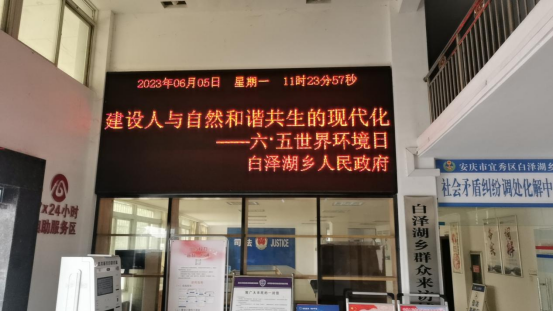 2023年06月05日 星期一 11时23分57秒
建设人与自然和谐共生的现代化
——六·五世界环境日
白泽湖乡人民政府
7x24小时
自助服务区
司法 JUSTICE
安庆市宜秀区白泽湖乡
社会矛盾纠纷调处化解中
白泽湖乡群众来访